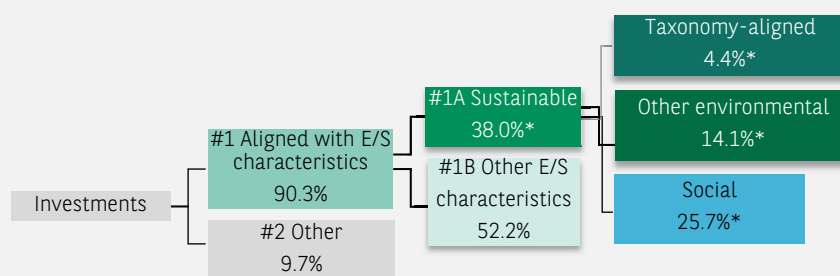 Investments
#1 Aligned with E/S
characteristics
90.3%
#2 Other
9.7%
#1A Sustainable
38.0%*
#1B Other E/S
characteristics
52.2%
Taxonomy-aligned
4.4%*
Other environmental
14.1%*
Social
25.7%*